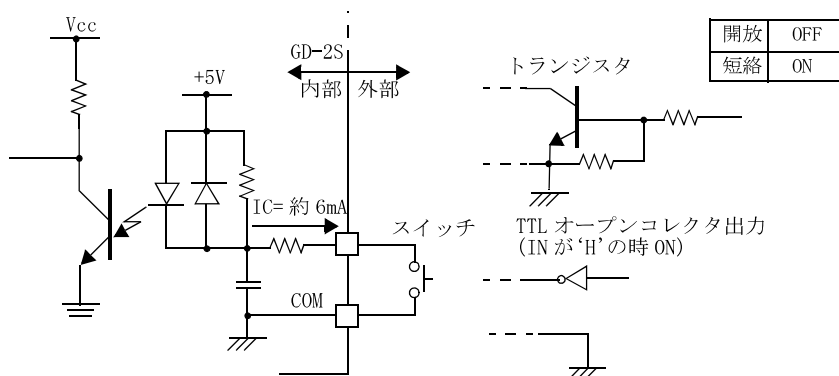 Vcc
+5V
GD-2S
内部 外部
IC= 約 6mA
スイッチ
COM
トランジスタ
TTL オープンコレクタ出力
(IN が‘H’の時 ON)
開放 OFF
短絡 ON